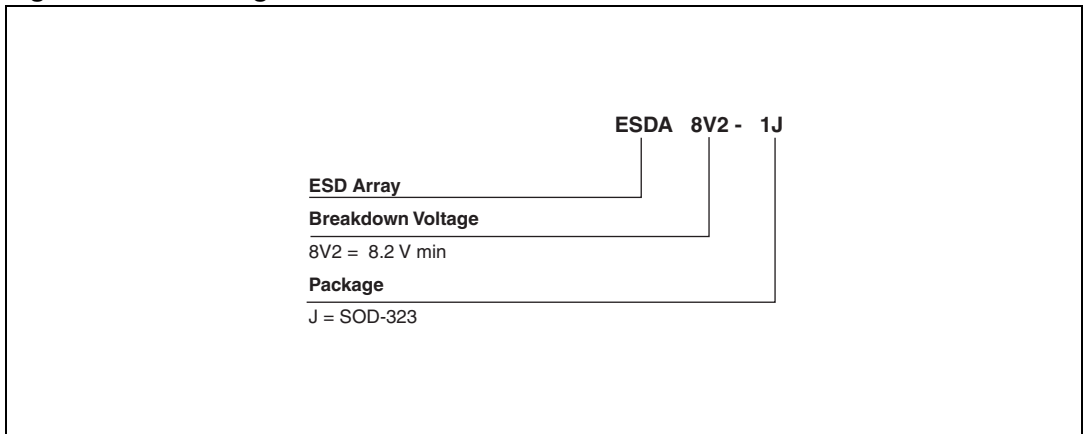 ESDA 8V2 - 1J
ESD Array
Breakdown Voltage
8V2 = 8.2 V min
Package
J = SOD-323